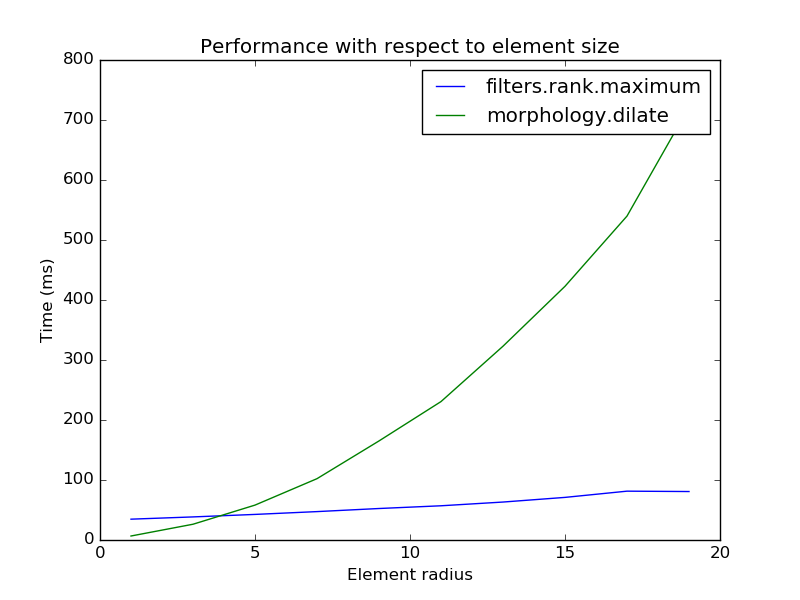 Performance with respect to element size
800
700
600
500
400
300
200
100
0
filters.rank.maximum
morphology.dilate
Time (ms)
0 5 10 15 20
Element radius